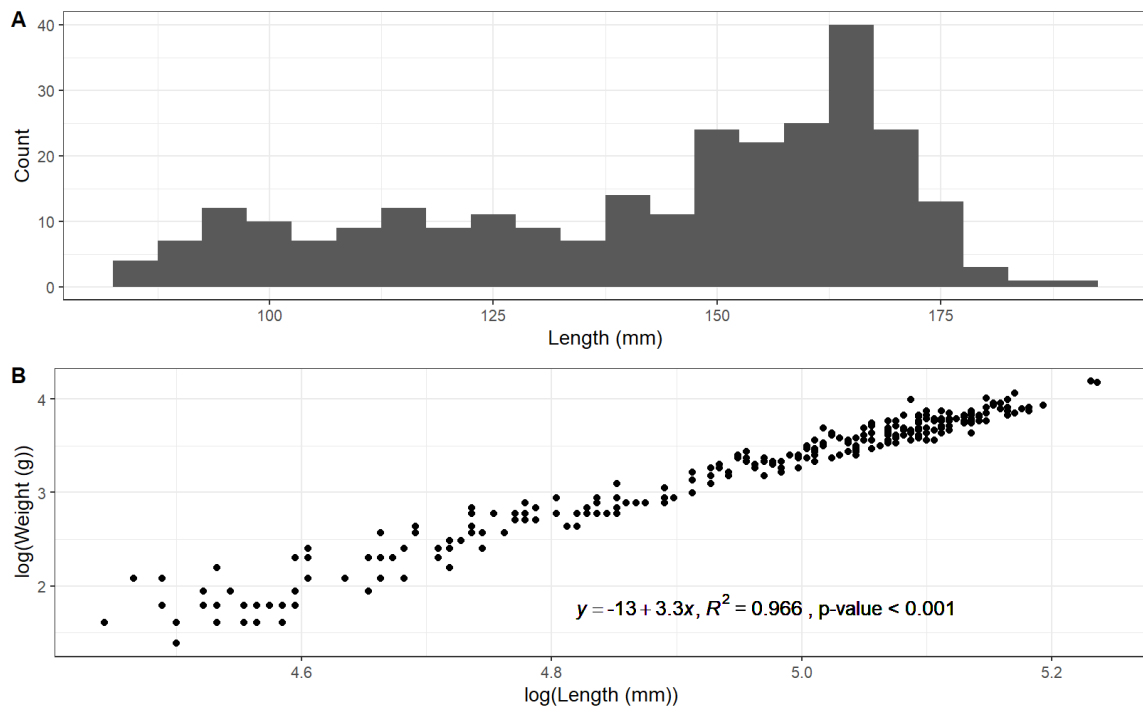 A
40
30
20
10
0
Count
100 125 150 175
Length (mm)
B
4
3
2
log(Weight (g))
y = -13 + 3.3x, R² = 0.966 , p-value < 0.001
4.6 4.8 5.0 5.2
log(Length (mm))